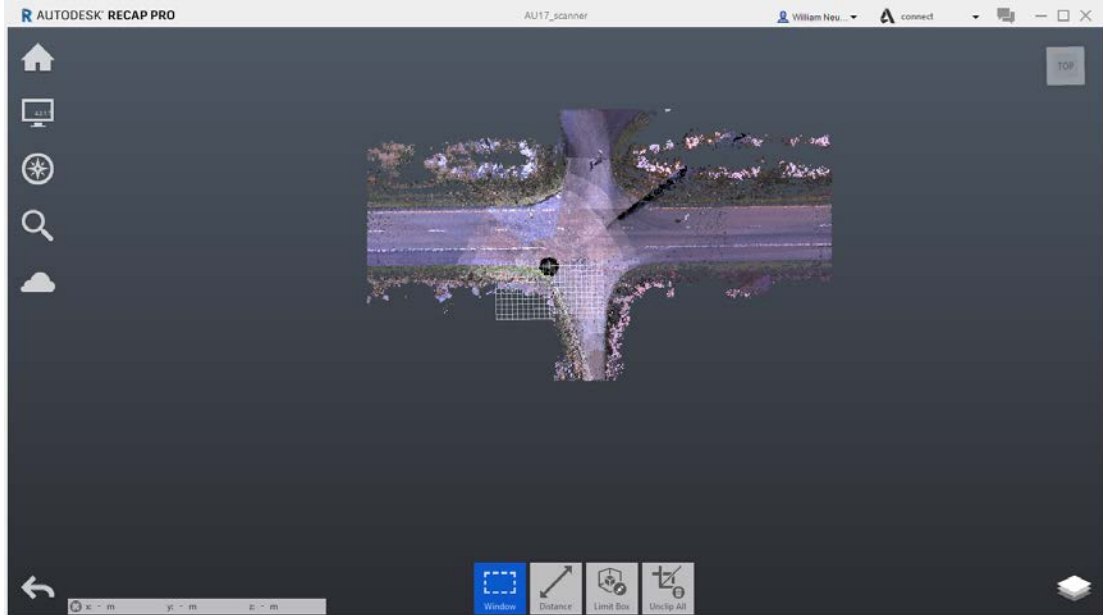 R AUTODESK® RECAP PRO
AU17_scanner
William Neu...
connect
TOP
x: - m y: - m z: - m
Window
Distance
Limit Box
Unclip All